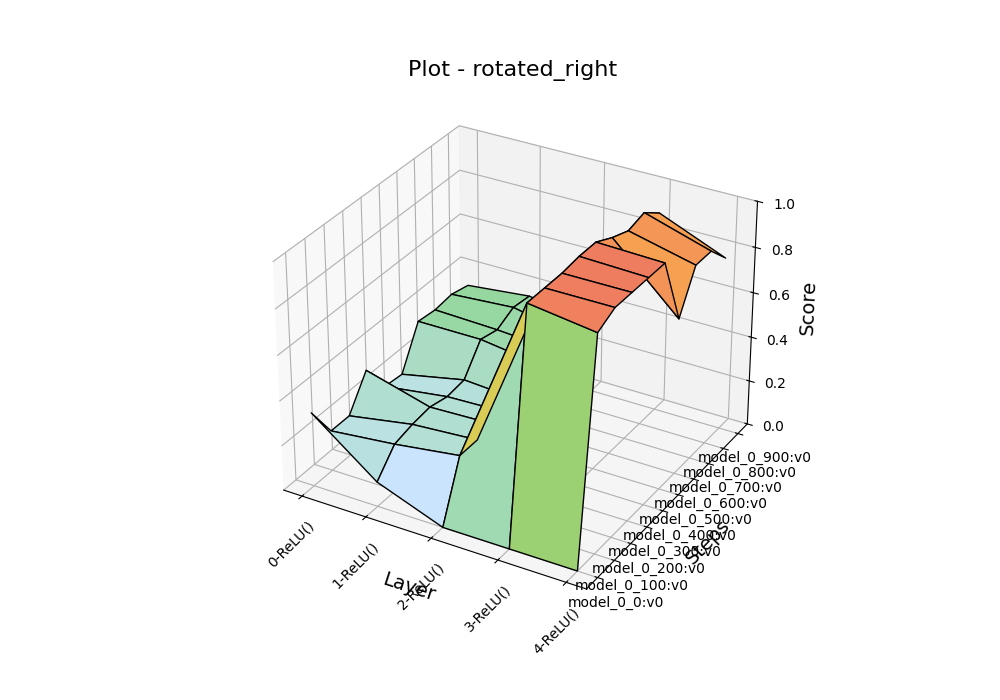 Plot - rotated_right
1.0
0.8
0.6
0.4
0.2
0.0
Score
model_0_900:v0
model_0_800:v0
model_0_700:v0
model_0_600:v0
model_0_500:v0
model_0_400:v0
model_0_300:v0
model_0_200:v0
model_0_100:v0
model_0_0:v0
Steps
0-ReLU()
1-ReLU()
2-ReLU()
3-ReLU()
4-ReLU()
Layer